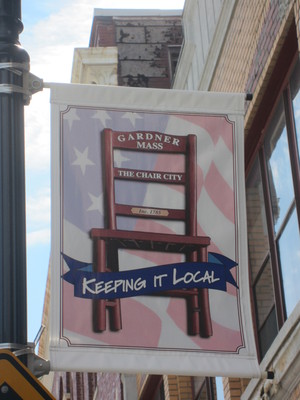 GARDNER
MASS
THE CHAIR CITY
Est. 1785
KEEPING IT LOCAL